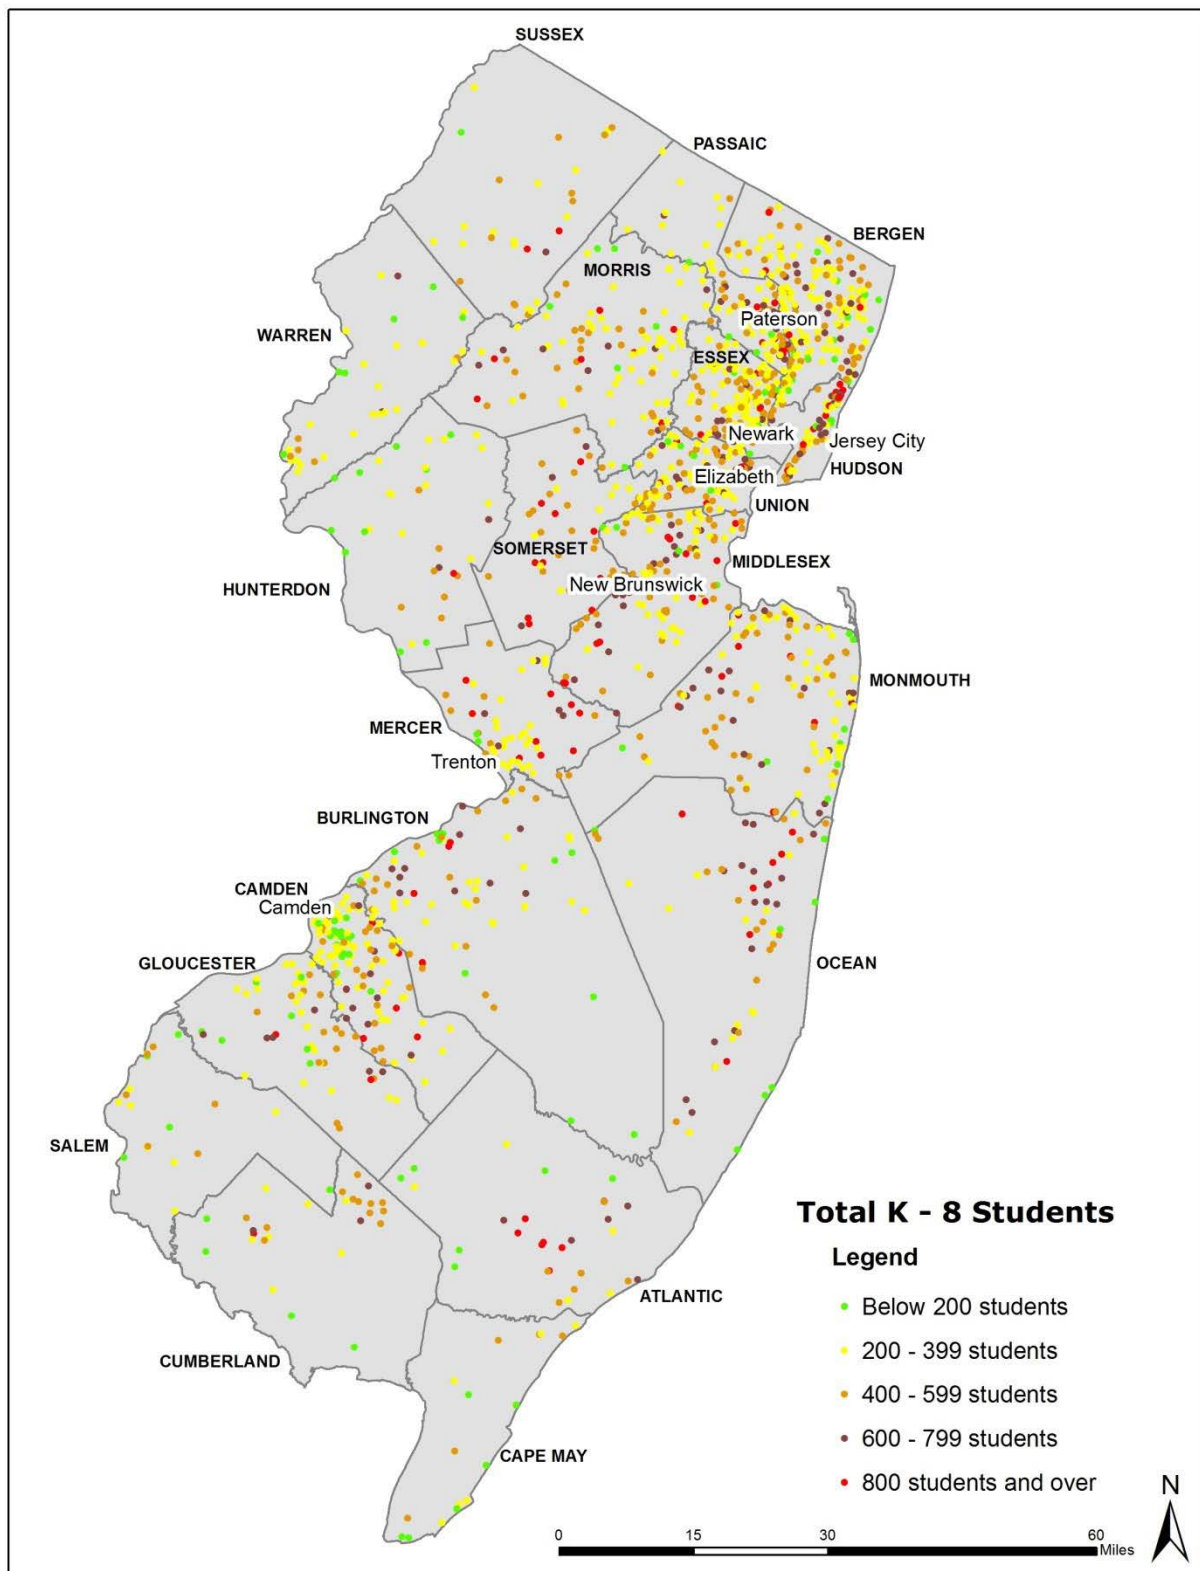 SUSSEX
PASSAIC
BERGEN
MORRIS
WARREN
Paterson
ESSEX
Newark
Jersey City
HUDSON
Elizabeth
UNION
SOMERSET
MIDDLESEX
New Brunswick
HUNTERDON
MONMOUTH
MERCER
Trenton
BURLINGTON
CAMDEN
Camden
GLOUCESTER
OCEAN
SALEM
Total K - 8 Students
Legend
Below 200 students
200 - 399 students
400 - 599 students
600 - 799 students
800 students and over
ATLANTIC
CUMBERLAND
CAPE MAY
N
0 15 30 60
Miles